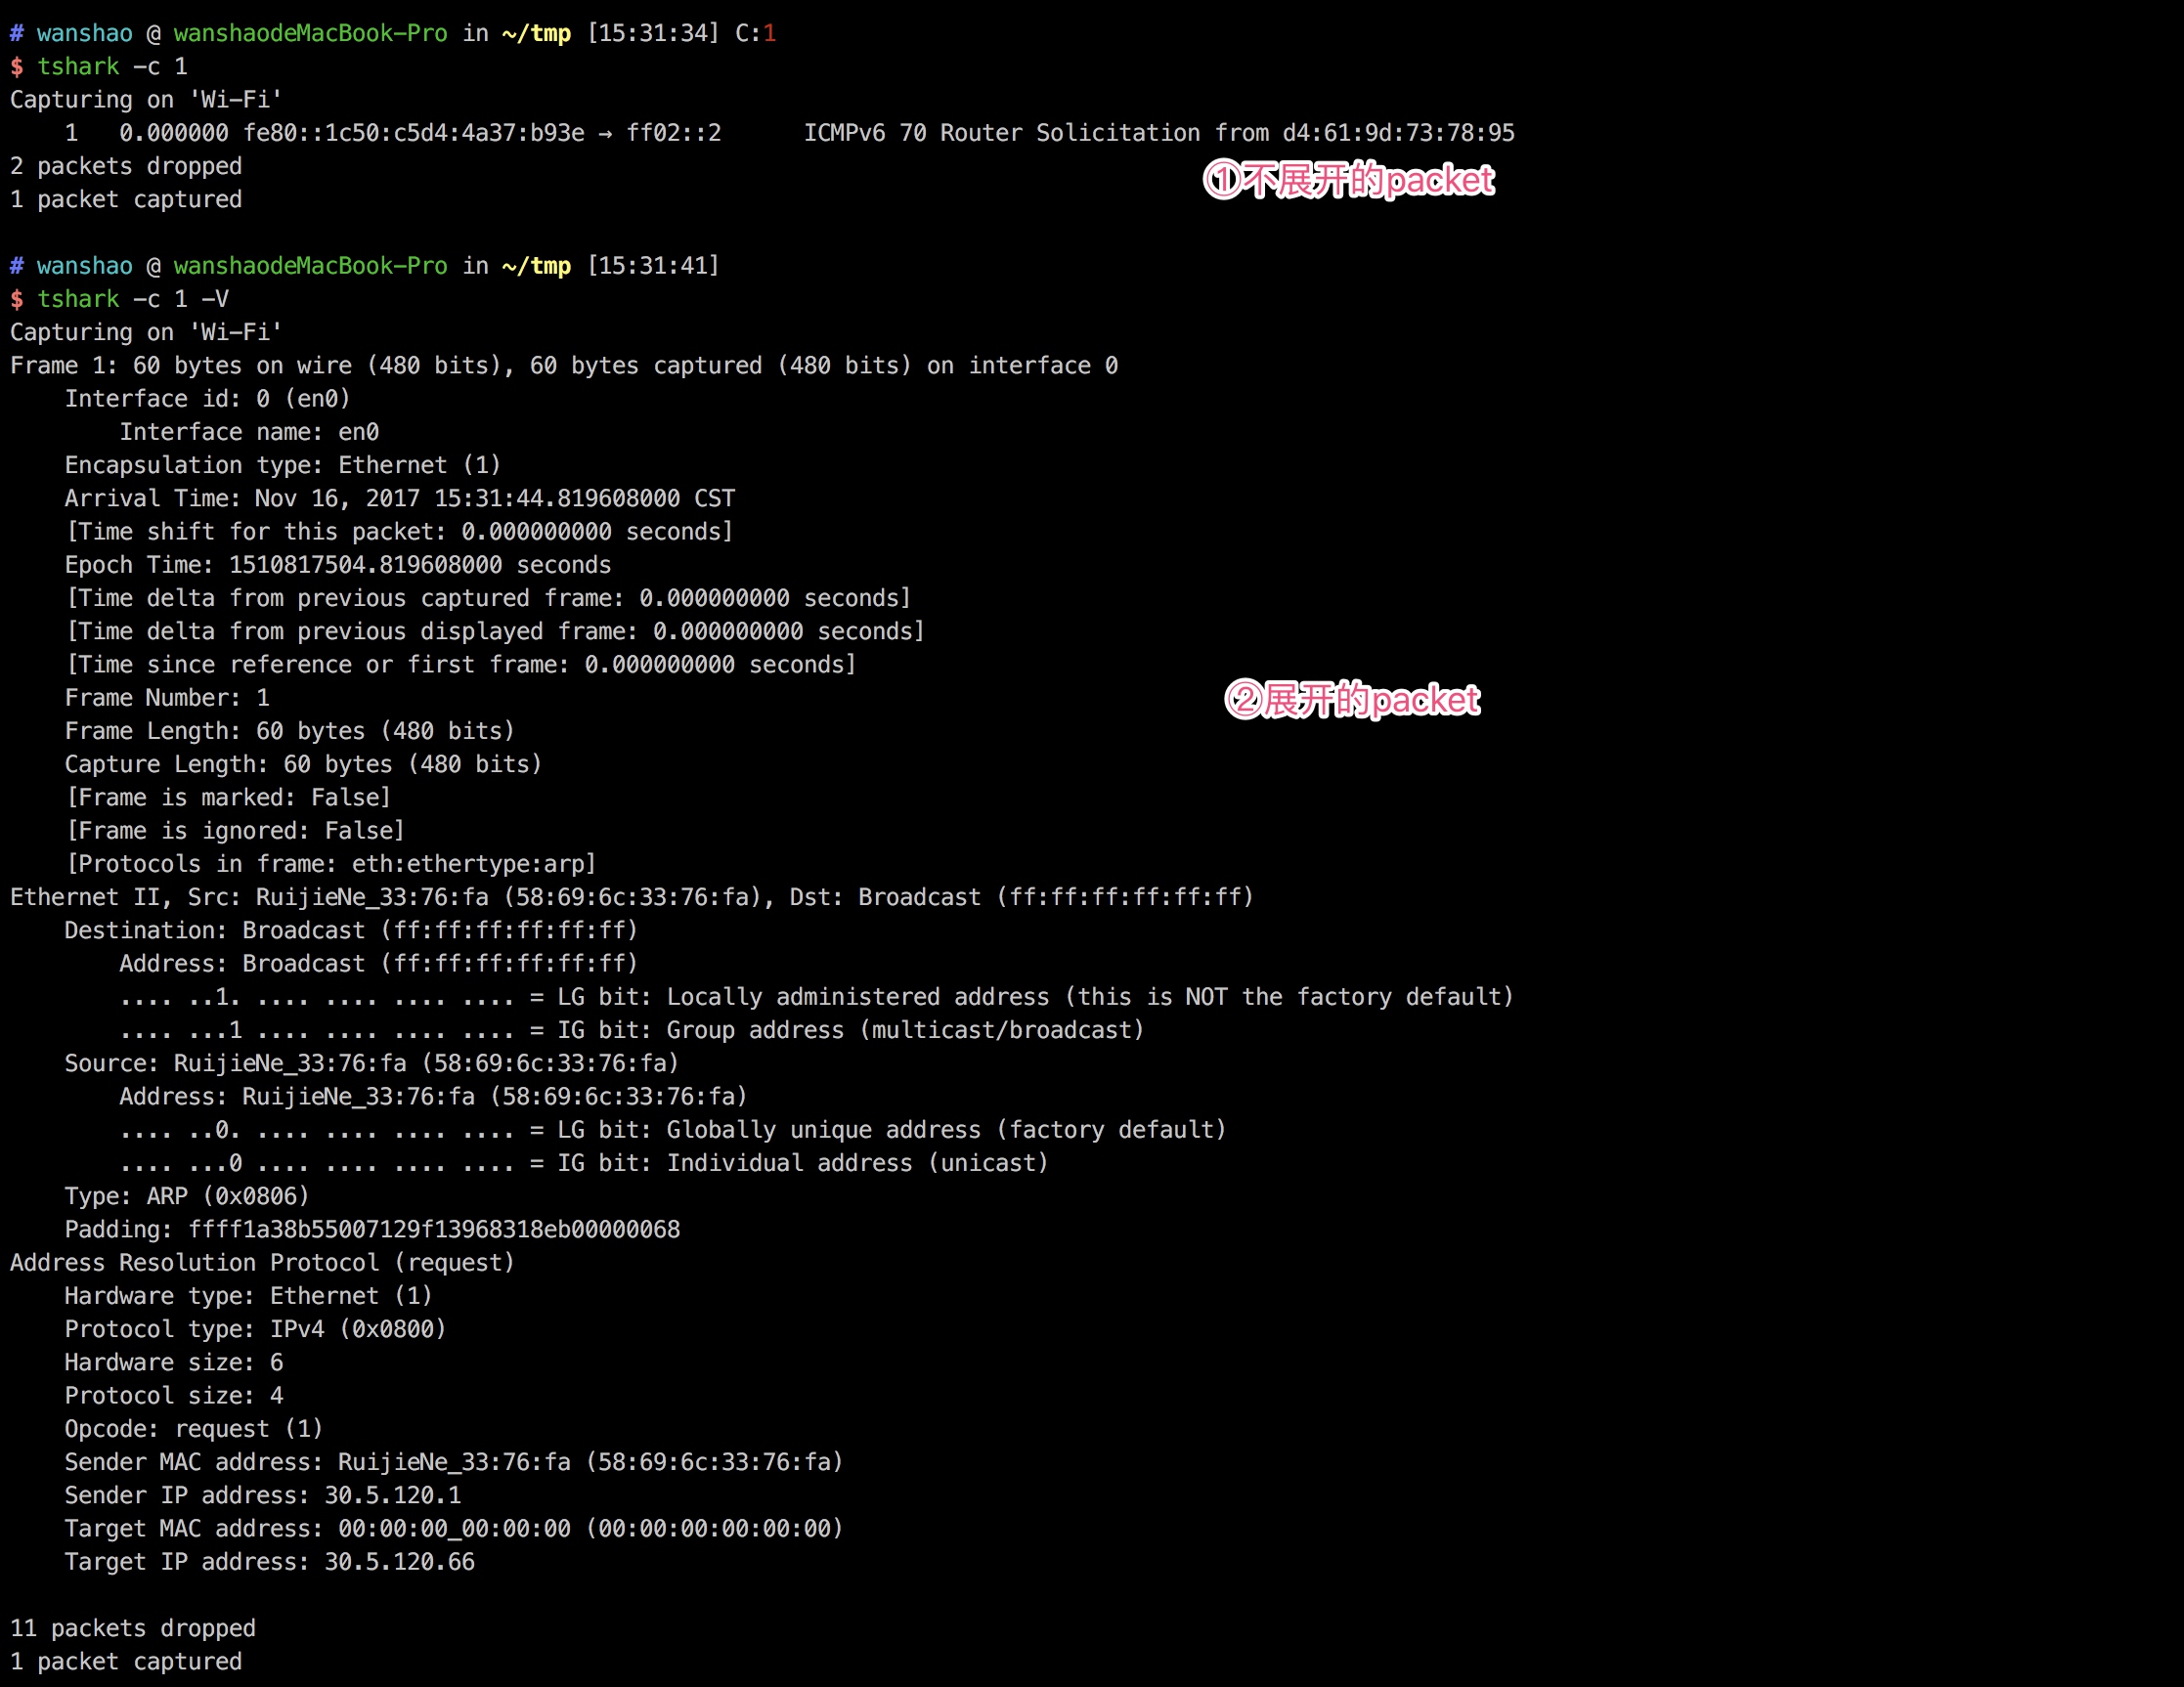 # wanshao @ wanshaodeMacBook-Pro in ~/tmp [15:31:34] C:1
$ tshark -c 1
Capturing on 'Wi-Fi'
    1   0.000000 fe80::1c50:c5d4:4a37:b93e → ff02::2      ICMPv6 70 Router Solicitation from d4:61:9d:73:78:95
2 packets dropped
①不展开的packet
1 packet captured
# wanshao @ wanshaodeMacBook-Pro in ~/tmp [15:31:41]
$ tshark -c 1 -V
Capturing on 'Wi-Fi'
Frame 1: 60 bytes on wire (480 bits), 60 bytes captured (480 bits) on interface 0
    Interface id: 0 (en0)
        Interface name: en0
    Encapsulation type: Ethernet (1)
    Arrival Time: Nov 16, 2017 15:31:44.819608000 CST
    [Time shift for this packet: 0.000000000 seconds]
    Epoch Time: 1510817504.819608000 seconds
    [Time delta from previous captured frame: 0.000000000 seconds]
    [Time delta from previous displayed frame: 0.000000000 seconds]
    [Time since reference or first frame: 0.000000000 seconds]
    Frame Number: 1
②展开的packet
    Frame Length: 60 bytes (480 bits)
    Capture Length: 60 bytes (480 bits)
    [Frame is marked: False]
    [Frame is ignored: False]
    [Protocols in frame: eth:ethertype:arp]
Ethernet II, Src: RuijieNe_33:76:fa (58:69:6c:33:76:fa), Dst: Broadcast (ff:ff:ff:ff:ff:ff)
    Destination: Broadcast (ff:ff:ff:ff:ff:ff)
        Address: Broadcast (ff:ff:ff:ff:ff:ff)
        .... ..1. .... .... .... .... = LG bit: Locally administered address (this is NOT the factory default)
        .... ...1 .... .... .... .... = IG bit: Group address (multicast/broadcast)
    Source: RuijieNe_33:76:fa (58:69:6c:33:76:fa)
        Address: RuijieNe_33:76:fa (58:69:6c:33:76:fa)
        .... ..0. .... .... .... .... = LG bit: Globally unique address (factory default)
        .... ...0 .... .... .... .... = IG bit: Individual address (unicast)
    Type: ARP (0x0806)
    Padding: ffff1a38b55007129f13968318eb00000068
Address Resolution Protocol (request)
    Hardware type: Ethernet (1)
    Protocol type: IPv4 (0x0800)
    Hardware size: 6
    Protocol size: 4
    Opcode: request (1)
    Sender MAC address: RuijieNe_33:76:fa (58:69:6c:33:76:fa)
    Sender IP address: 30.5.120.1
    Target MAC address: 00:00:00_00:00:00 (00:00:00:00:00:00)
    Target IP address: 30.5.120.66
11 packets dropped
1 packet captured